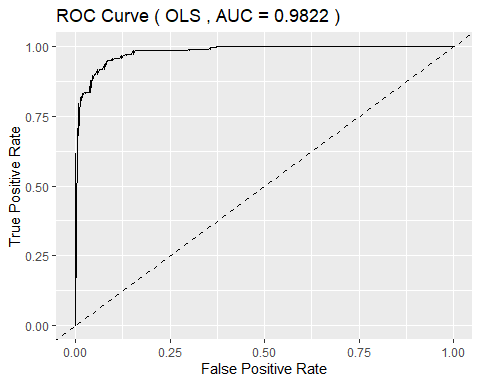 ROC Curve ( OLS , AUC = 0.9822 )
1.00
0.75
0.50
0.25
0.00
True Positive Rate
0.00 0.25 0.50 0.75 1.00
False Positive Rate